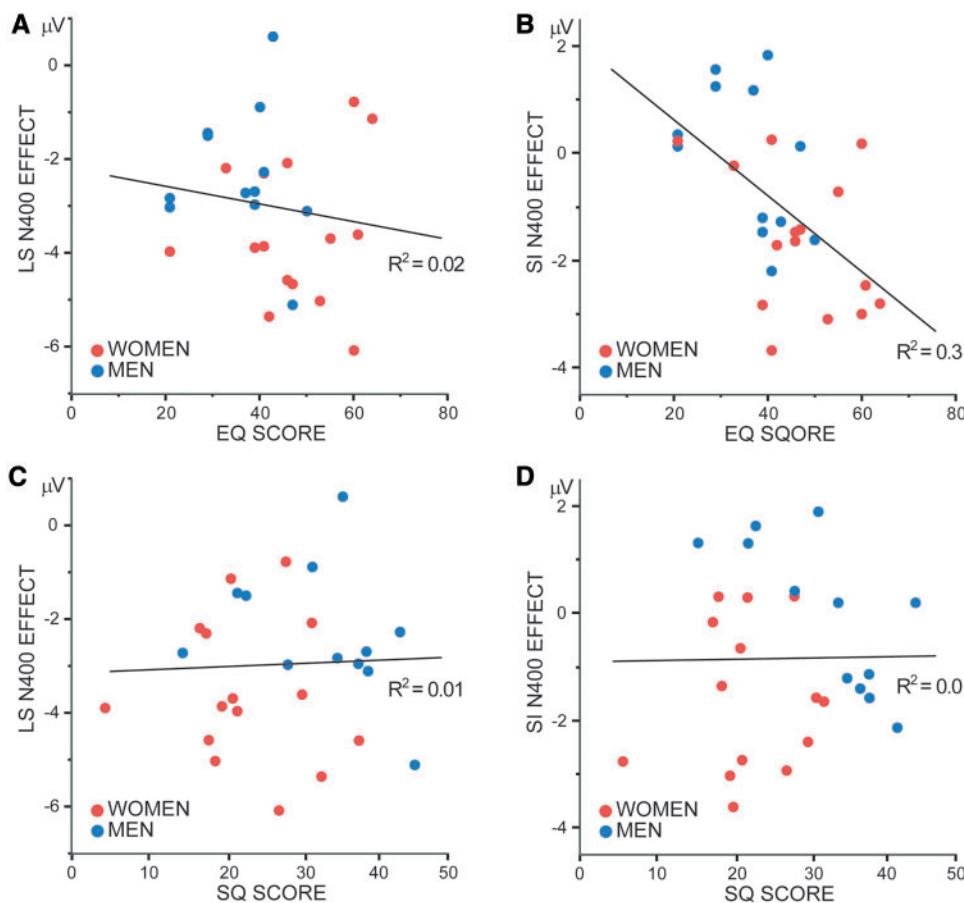 A
μV
LS N400 EFFECT
0
-2
-4
-6
R² = 0.02
WOMEN
MEN
0 20 40 60 80
EQ SCORE
B
μV
SI N400 EFFECT
2
0
-2
-4
R² = 0.3
WOMEN
MEN
0 20 40 60 80
EQ SQORE
C
μV
LS N400 EFFECT
0
-2
-4
-6
R² = 0.01
WOMEN
MEN
0 10 20 30 40 50
SQ SCORE
D
μV
SI N400 EFFECT
2
0
-2
-4
R² = 0.0
WOMEN
MEN
0 10 20 30 40 50
SQ SCORE